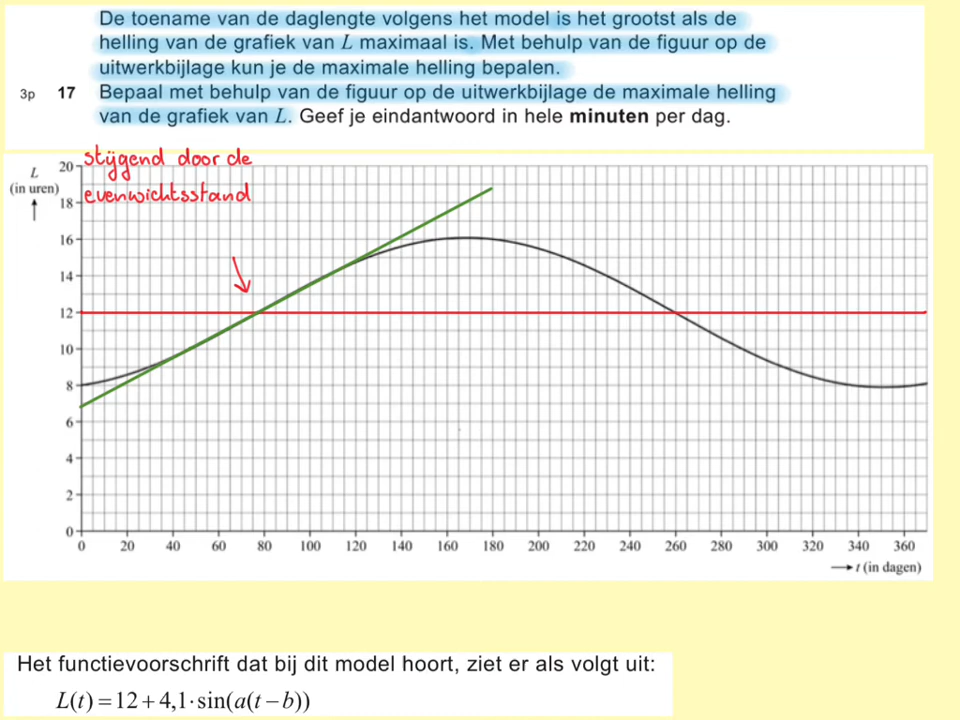 De toename van de daglengte volgens het model is het grootst als de
helling van de grafiek van L maximaal is. Met behulp van de figuur op de
uitwerkbijlage kun je de maximale helling bepalen.
3p 17 Bepaal met behulp van de figuur op de uitwerkbijlage de maximale helling
van de grafiek van L. Geef je eindantwoord in hele minuten per dag.
stijgend door de
evenwichtsstand
L
(in uren)
20
18
16
14
12
10
8
6
4
2
0
0 20 40 60 80 100 120 140 160 180 200 220 240 260 280 300 320 340 360
t (in dagen)
Het functievoorschrift dat bij dit model hoort, ziet er als volgt uit:
L(t) = 12 + 4,1 · sin(a(t − b))